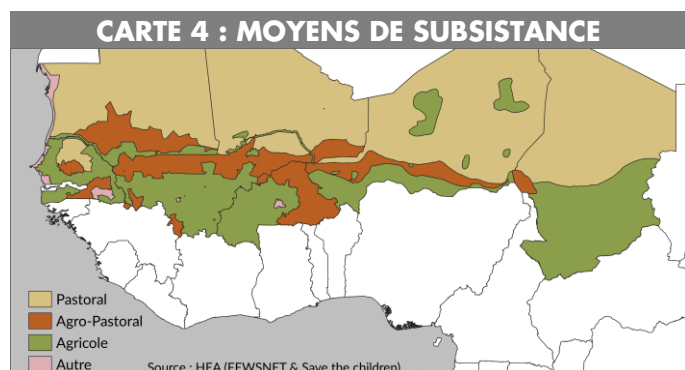 CARTE 4 : MOYENS DE SUBSISTANCE
Pastoral
Agro-Pastoral
Agricole
Autre
Source : HEA (FEWSNET & Save the children)